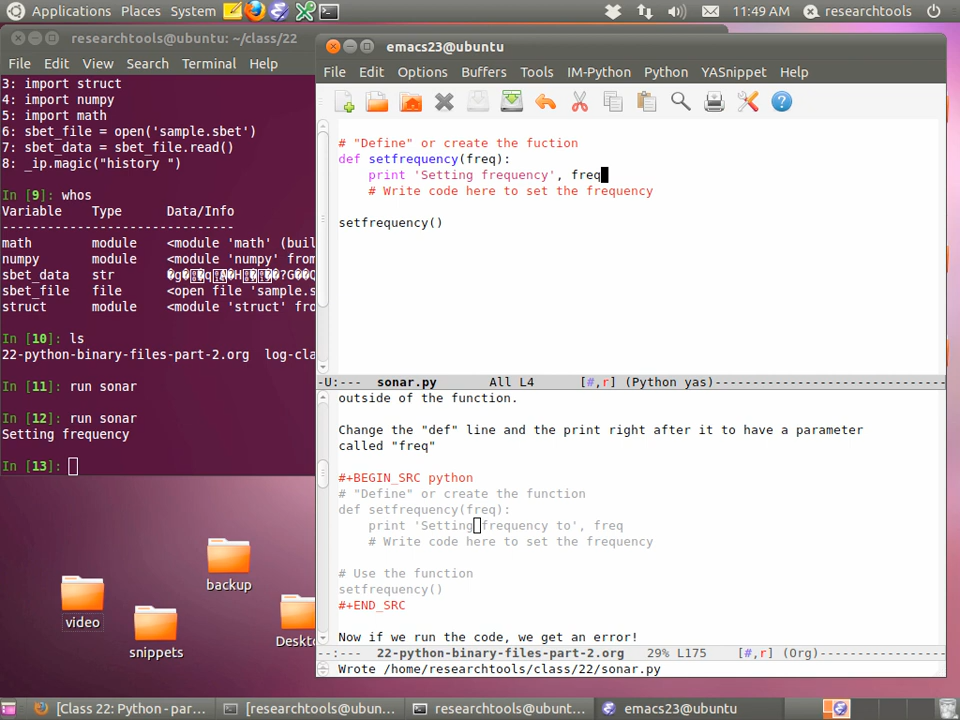 Applications Places System
11:49 AM researchtools
researchtools@ubuntu: ~/class/22
File Edit View Search Terminal Help
3: import struct
4: import numpy
5: import math
6: sbet_file = open('sample.sbet')
7: sbet_data = sbet_file.read()
8: _ip.magic("history ")
In [9]: whos
Variable Type Data/Info
-------------------------------
math module <module 'math' (buil
numpy module <module 'numpy' from
sbet_data str
sbet_file file <open file 'sample.s
struct module <module 'struct' fro
In [10]: ls
22-python-binary-files-part-2.org log-cla
In [11]: run sonar
In [12]: run sonar
Setting frequency
In [13]:
emacs23@ubuntu
File Edit Options Buffers Tools IM-Python Python YASnippet Help
# "Define" or create the fuction
def setfrequency(freq):
print 'Setting frequency', freq
# Write code here to set the frequency
setfrequency()
-U:--- sonar.py All L4 [#,r] (Python yas)-----------------------------
outside of the function.
Change the "def" line and the print right after it to have a parameter
called "freq"
#+BEGIN_SRC python
# "Define" or create the function
def setfrequency(freq):
print 'Setting frequency to', freq
# Write code here to set the frequency
# Use the function
setfrequency()
#+END_SRC
Now if we run the code, we get an error!
--:--- 22-python-binary-files-part-2.org 29% L175 [#,r] (Org)-----------------
Wrote /home/researchtools/class/22/sonar.py
video
backup
snippets
Deskto
[Class 22: Python - par...
[researchtools@ubunt...
researchtools@ubunt...
emacs23@ubuntu